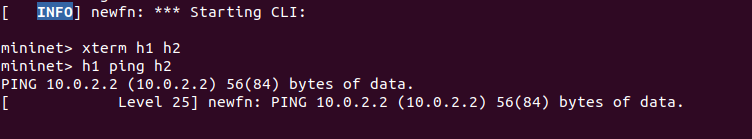 [   INFO] newfn: *** Starting CLI:
mininet> xterm h1 h2
mininet> h1 ping h2
PING 10.0.2.2 (10.0.2.2) 56(84) bytes of data.
[            Level 25] newfn: PING 10.0.2.2 (10.0.2.2) 56(84) bytes of data.